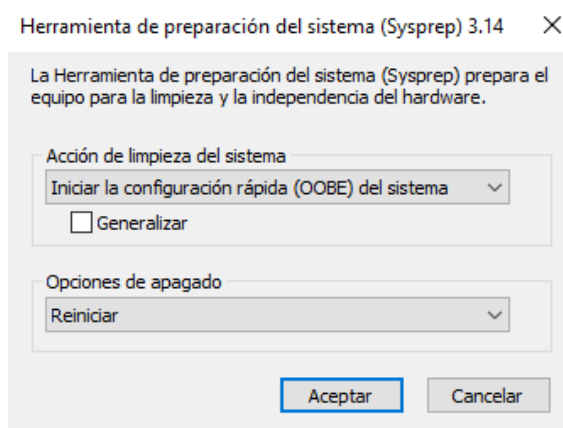 Herramienta de preparación del sistema (Sysprep) 3.14
La Herramienta de preparación del sistema (Sysprep) prepara el
equipo para la limpieza y la independencia del hardware.
Acción de limpieza del sistema
Iniciar la configuración rápida (OOBE) del sistema
Generalizar
Opciones de apagado
Reiniciar
Aceptar Cancelar